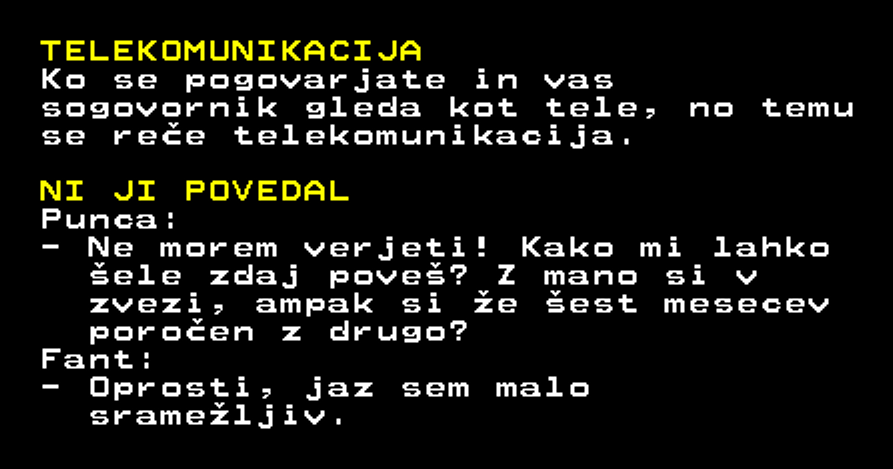 TELEKOMUNIKACIJA
Ko se pogovarjate in vas
sogovornik gleda kot tele, no temu
se reče telekomunikacija.
NI JI POVEDAL
Punca:
- Ne morem verjeti! Kako mi lahko
šele zdaj poveš? Z mano si v
zvezi, ampak si že šest mesecev
poročen z drugo?
Fant:
- Oprosti, jaz sem malo
sramežljiv.